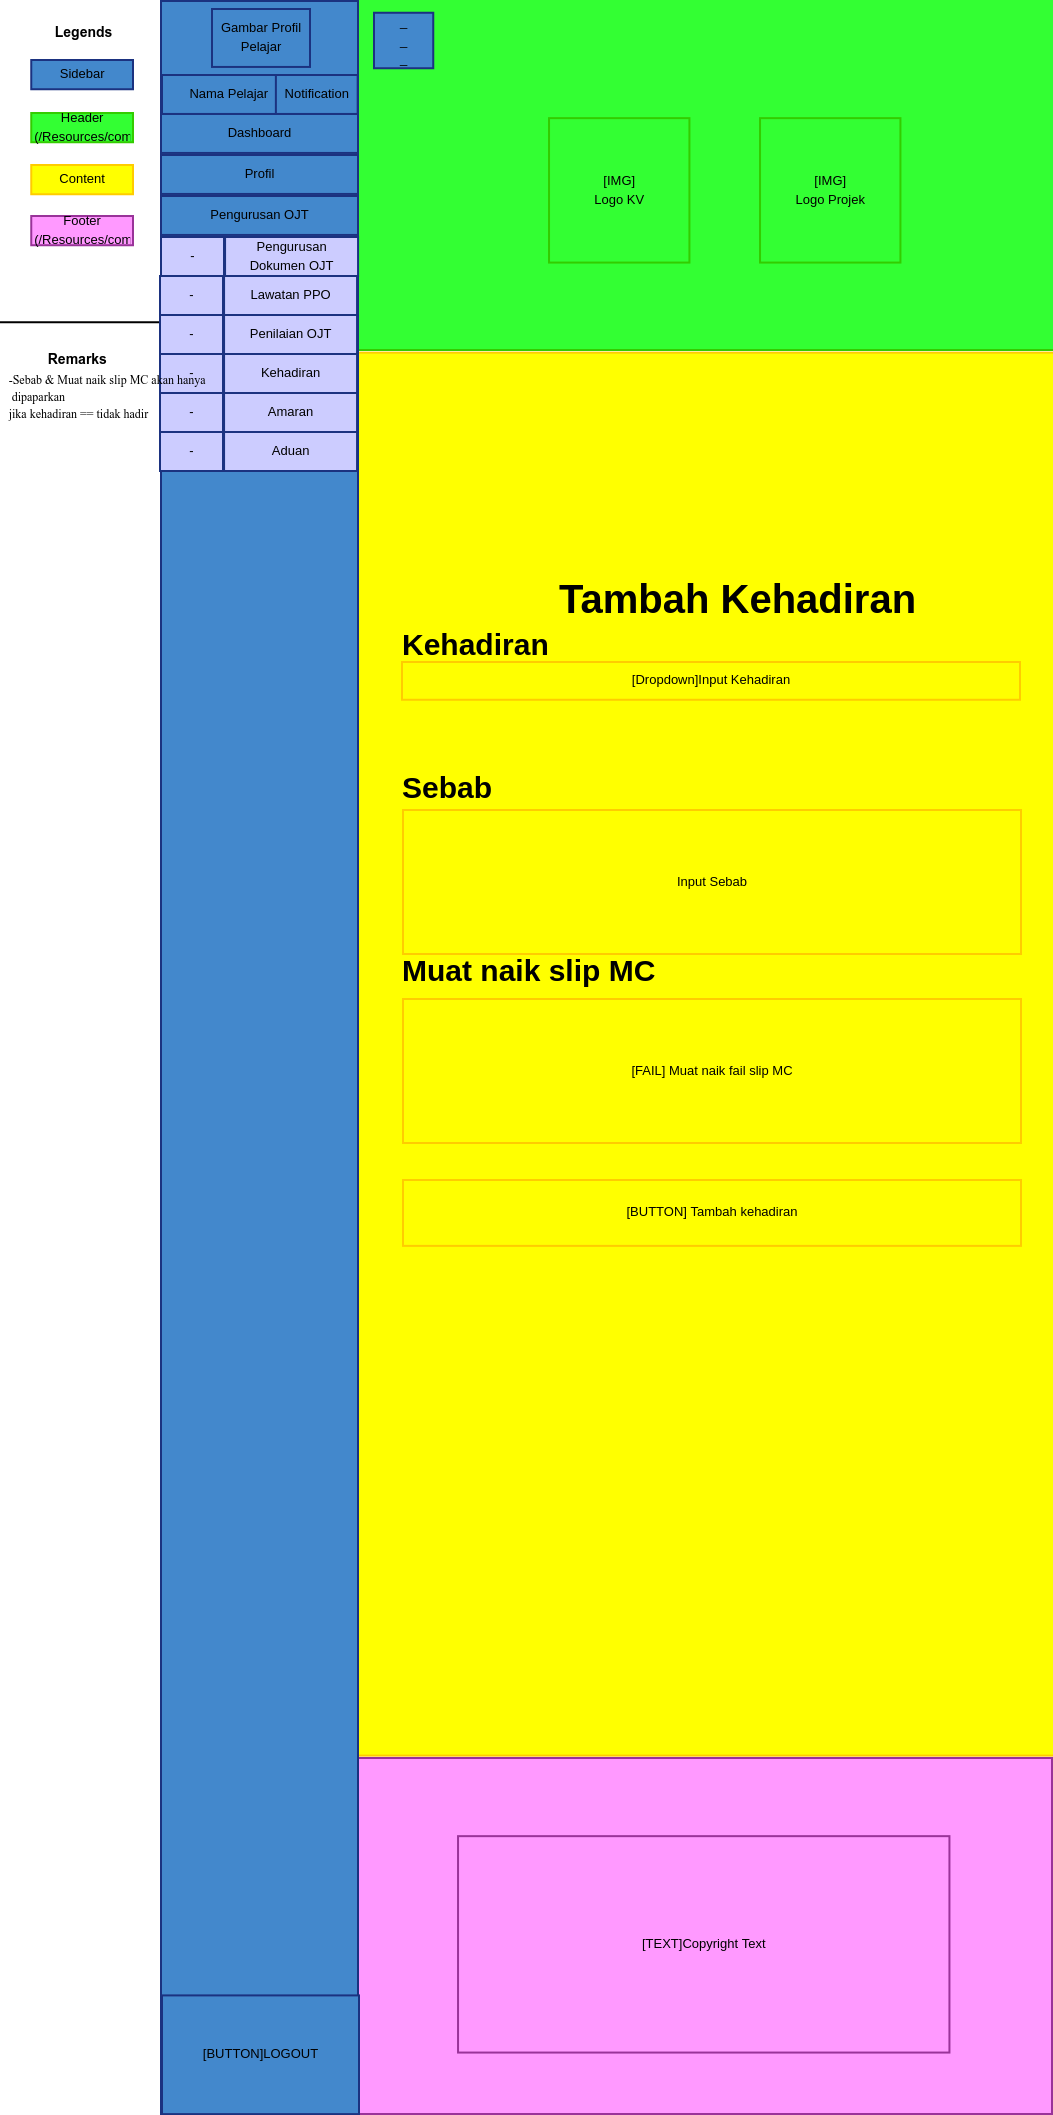 Legends
Sidebar
Header
(/Resources/com
Content
Footer
(/Resources/com
Remarks
-Sebab & Muat naik slip MC akan hanya
dipaparkan
jika kehadiran == tidak hadir
Gambar Profil
Pelajar
Nama Pelajar
Notification
Dashboard
Profil
Pengurusan OJT
-
Pengurusan
Dokumen OJT
-
Lawatan PPO
-
Penilaian OJT
-
Kehadiran
-
Amaran
-
Aduan
[BUTTON]LOGOUT
_
_
_
[IMG]
Logo KV
[IMG]
Logo Projek
Tambah Kehadiran
Kehadiran
[Dropdown]Input Kehadiran
Sebab
Input Sebab
Muat naik slip MC
[FAIL] Muat naik fail slip MC
[BUTTON] Tambah kehadiran
[TEXT]Copyright Text